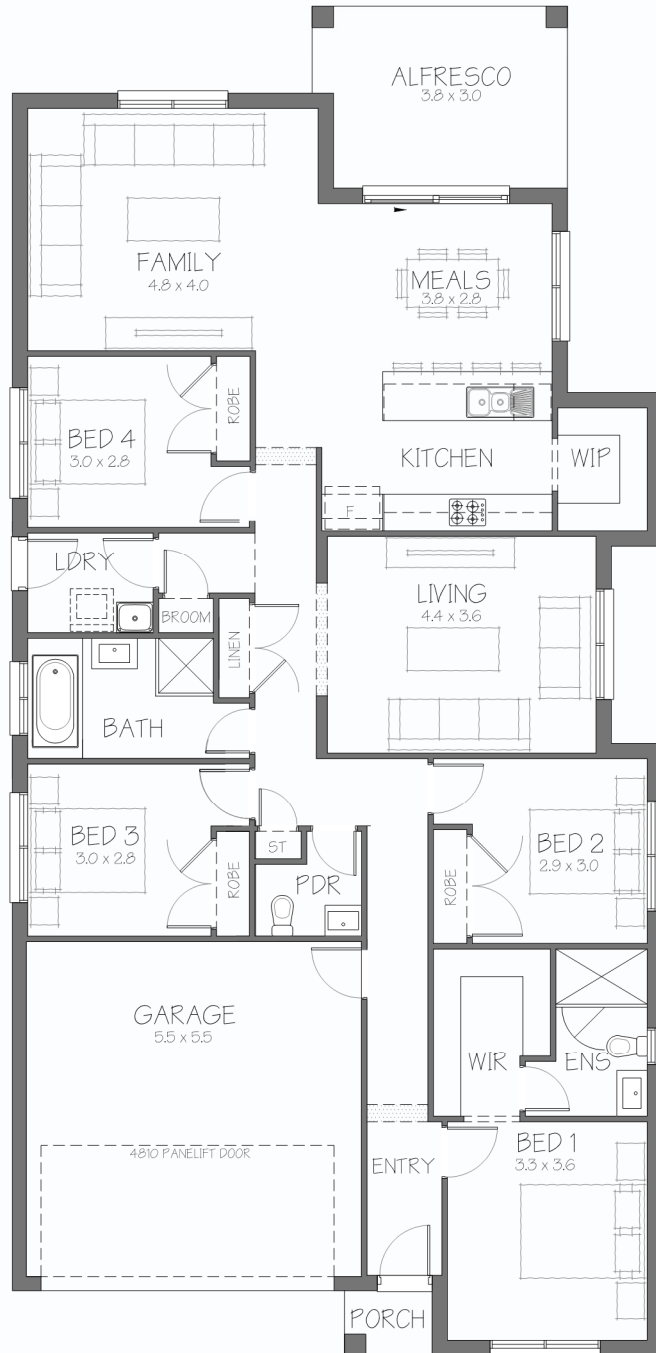 ALFRESCO
3.8 x 3.0
FAMILY
4.8 x 4.0
MEALS
3.8 x 2.8
BED 4
3.0 x 2.8
ROBE
KITCHEN
WIP
F
LDRY
BROOM
LINEN
LIVING
4.4 x 3.6
BATH
BED 3
3.0 x 2.8
ROBE
ST
PDR
BED 2
2.9 x 3.0
ROBE
GARAGE
5.5 x 5.5
WIR
ENS
4810 PANELIFT DOOR
ENTRY
BED 1
3.3 x 3.6
PORCH